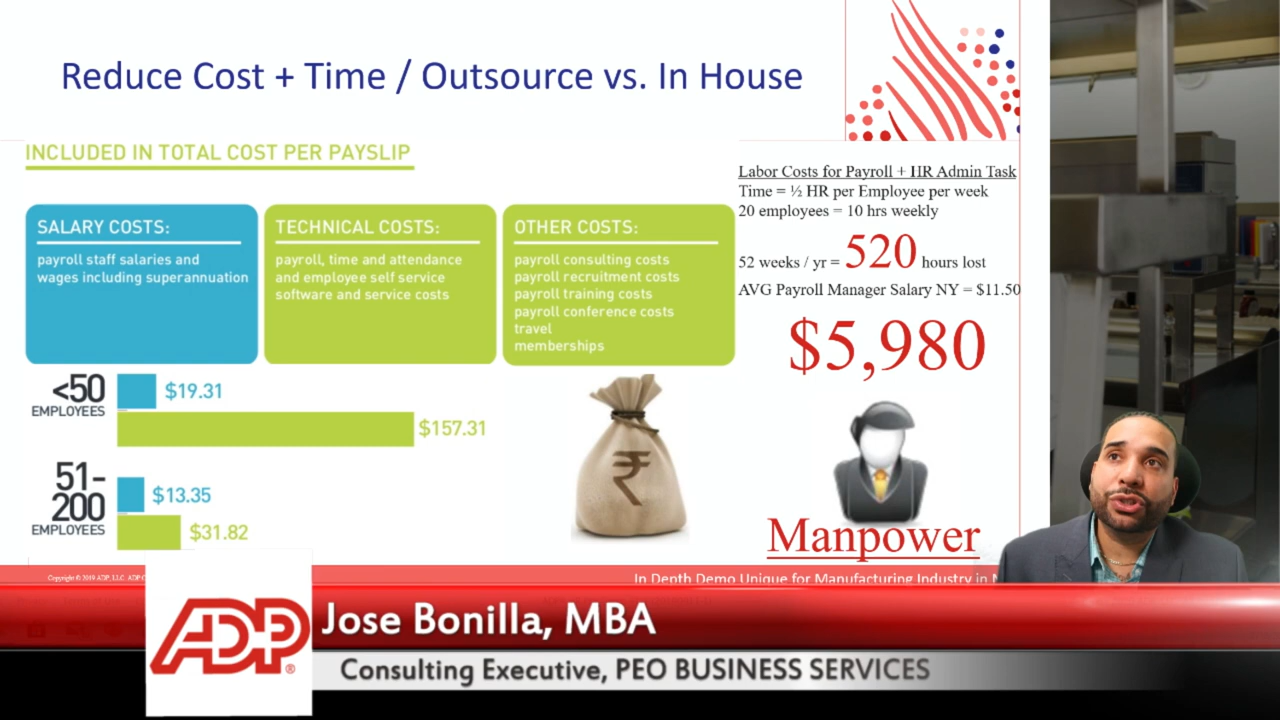 Reduce Cost + Time / Outsource vs. In House
INCLUDED IN TOTAL COST PER PAYSLIP
SALARY COSTS:
payroll staff salaries and
wages including superannuation
TECHNICAL COSTS:
payroll, time and attendance
and employee self service
software and service costs
OTHER COSTS:
payroll consulting costs
payroll recruitment costs
payroll training costs
payroll conference costs
travel
memberships
<50
EMPLOYEES
$19.31
$157.31
51-
200
EMPLOYEES
$13.35
$31.82
₹
Labor Costs for Payroll + HR Admin Task
Time = ½ HR per Employee per week
20 employees = 10 hrs weekly
52 weeks / yr = 520 hours lost
AVG Payroll Manager Salary NY = $11.50
$5,980
Manpower
Copyright © 2019 ADP, LLC. ADP
In Depth Demo Unique for Manufacturing Industry in
ADP®
Jose Bonilla, MBA
Consulting Executive, PEO BUSINESS SERVICES